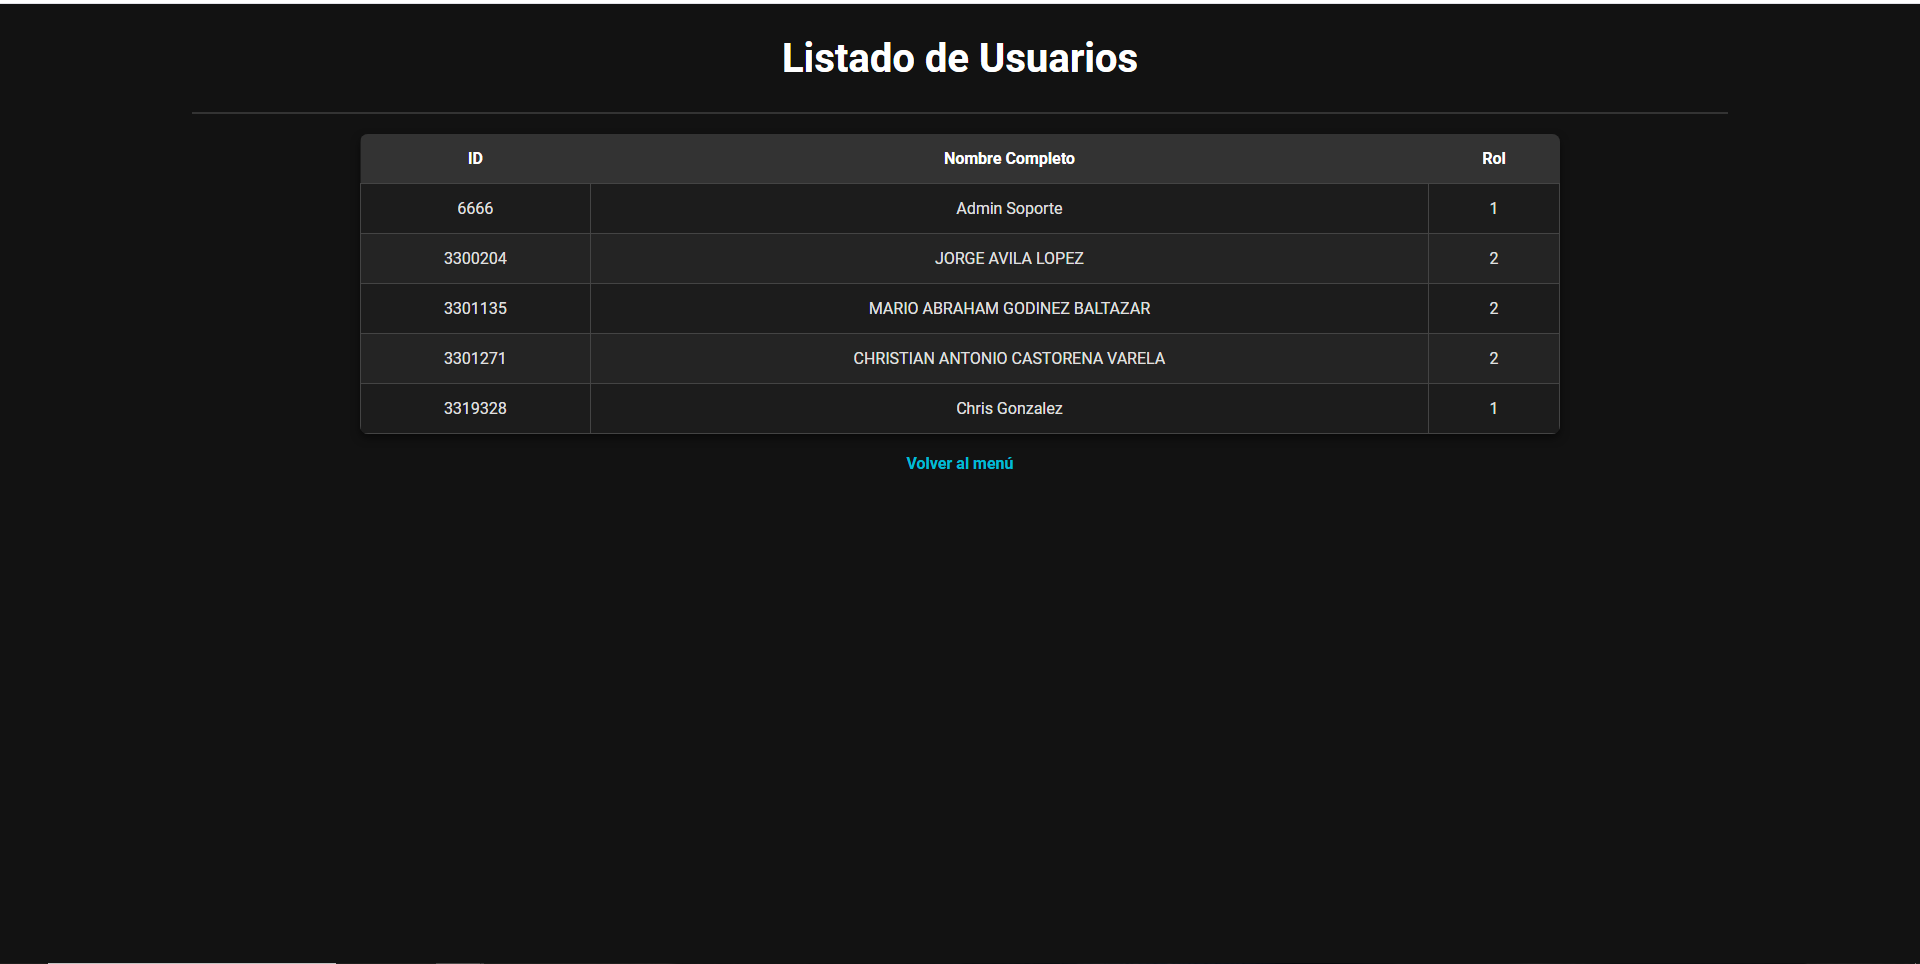 Listado de Usuarios
ID Nombre Completo Rol
6666 Admin Soporte 1
3300204 JORGE AVILA LOPEZ 2
3301135 MARIO ABRAHAM GODINEZ BALTAZAR 2
3301271 CHRISTIAN ANTONIO CASTORENA VARELA 2
3319328 Chris Gonzalez 1
Volver al menú